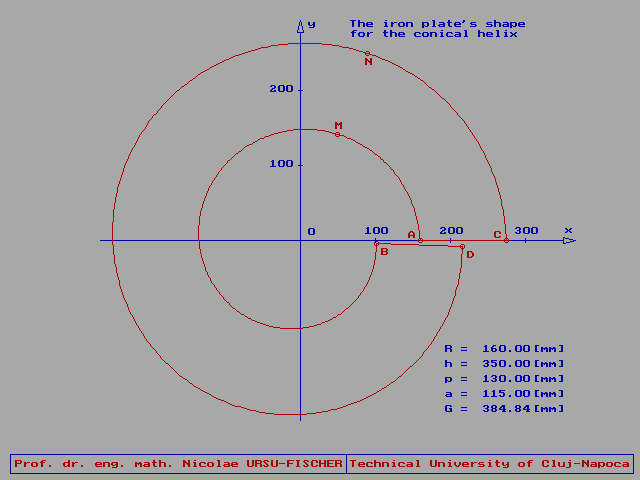 y
The iron plate's shape
for the conical helix
N
200
M
100
O
100
A
200
C
300
x
B
D
R = 160.00[mm]
h = 350.00[mm]
p = 130.00[mm]
a = 115.00[mm]
G = 384.84[mm]
Prof. dr. eng. math. Nicolae URSU-FISCHER
Technical University of Cluj-Napoca